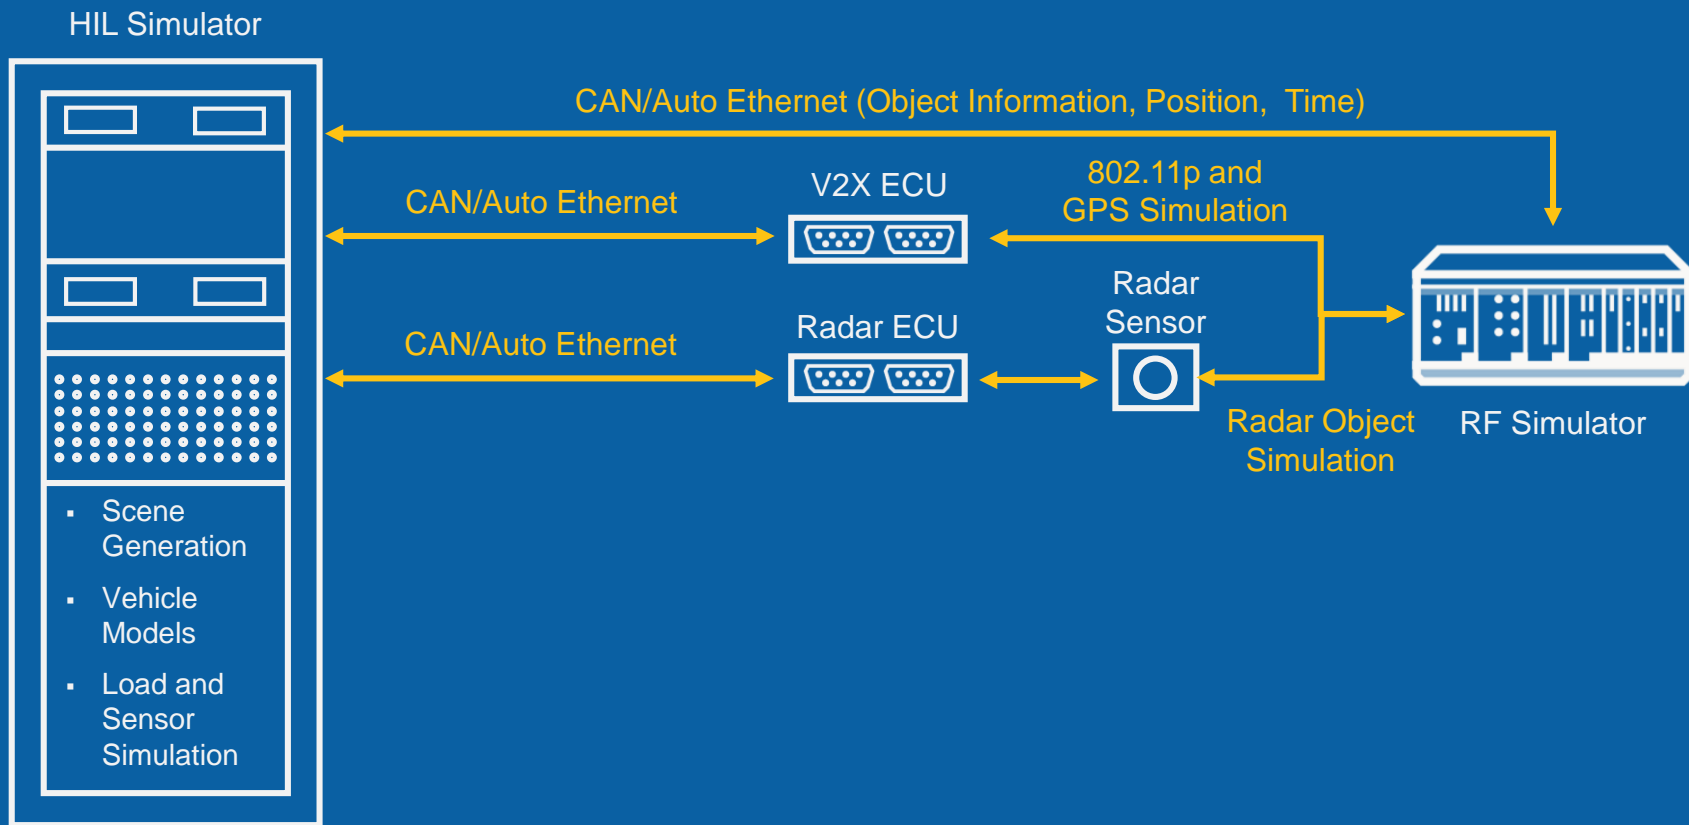 HIL Simulator
CAN/Auto Ethernet (Object Information, Position, Time)
CAN/Auto Ethernet
V2X ECU
802.11p and
GPS Simulation
CAN/Auto Ethernet
Radar ECU
Radar
Sensor
Radar Object
Simulation
RF Simulator
▪ Scene
Generation
▪ Vehicle
Models
▪ Load and
Sensor
Simulation